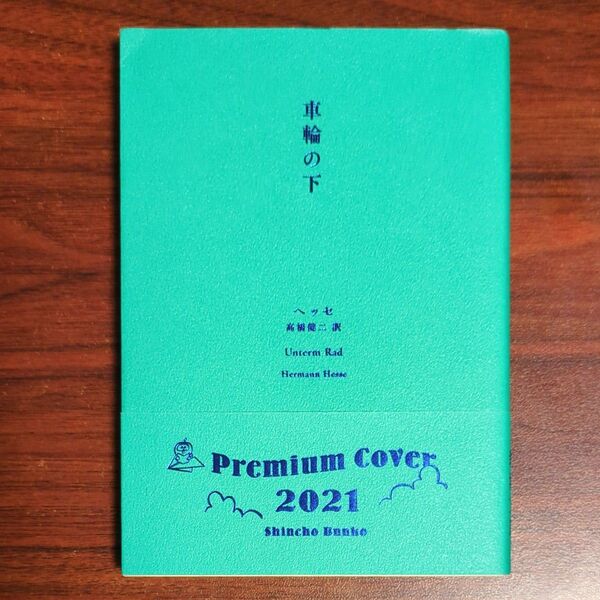 車輪の下
ヘッセ
高橋健二 訳
Unterm Rad
Hermann Hesse
Premium Cover
2021
Shincho Bunko